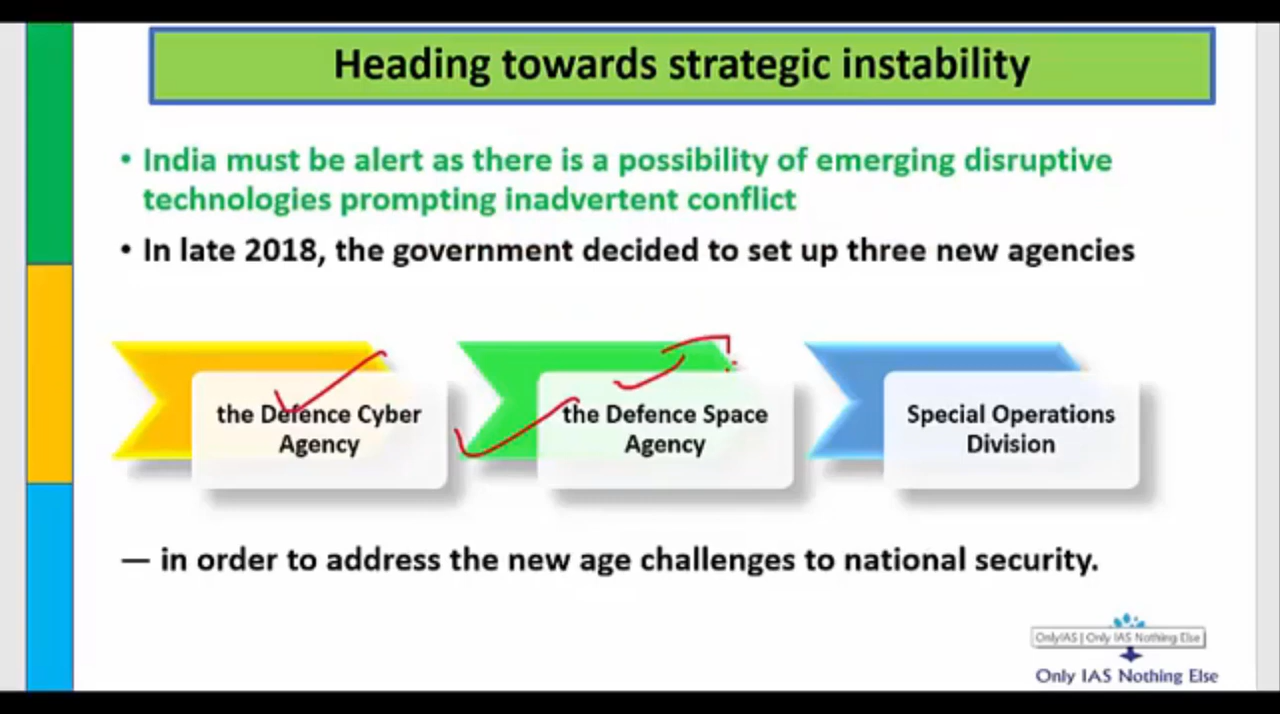 Heading towards strategic instability
• India must be alert as there is a possibility of emerging disruptive
technologies prompting inadvertent conflict
• In late 2018, the government decided to set up three new agencies
the Defence Cyber
Agency
the Defence Space
Agency
Special Operations
Division
— in order to address the new age challenges to national security.
OnlyIAS | Only IAS Nothing Else
Only IAS Nothing Else